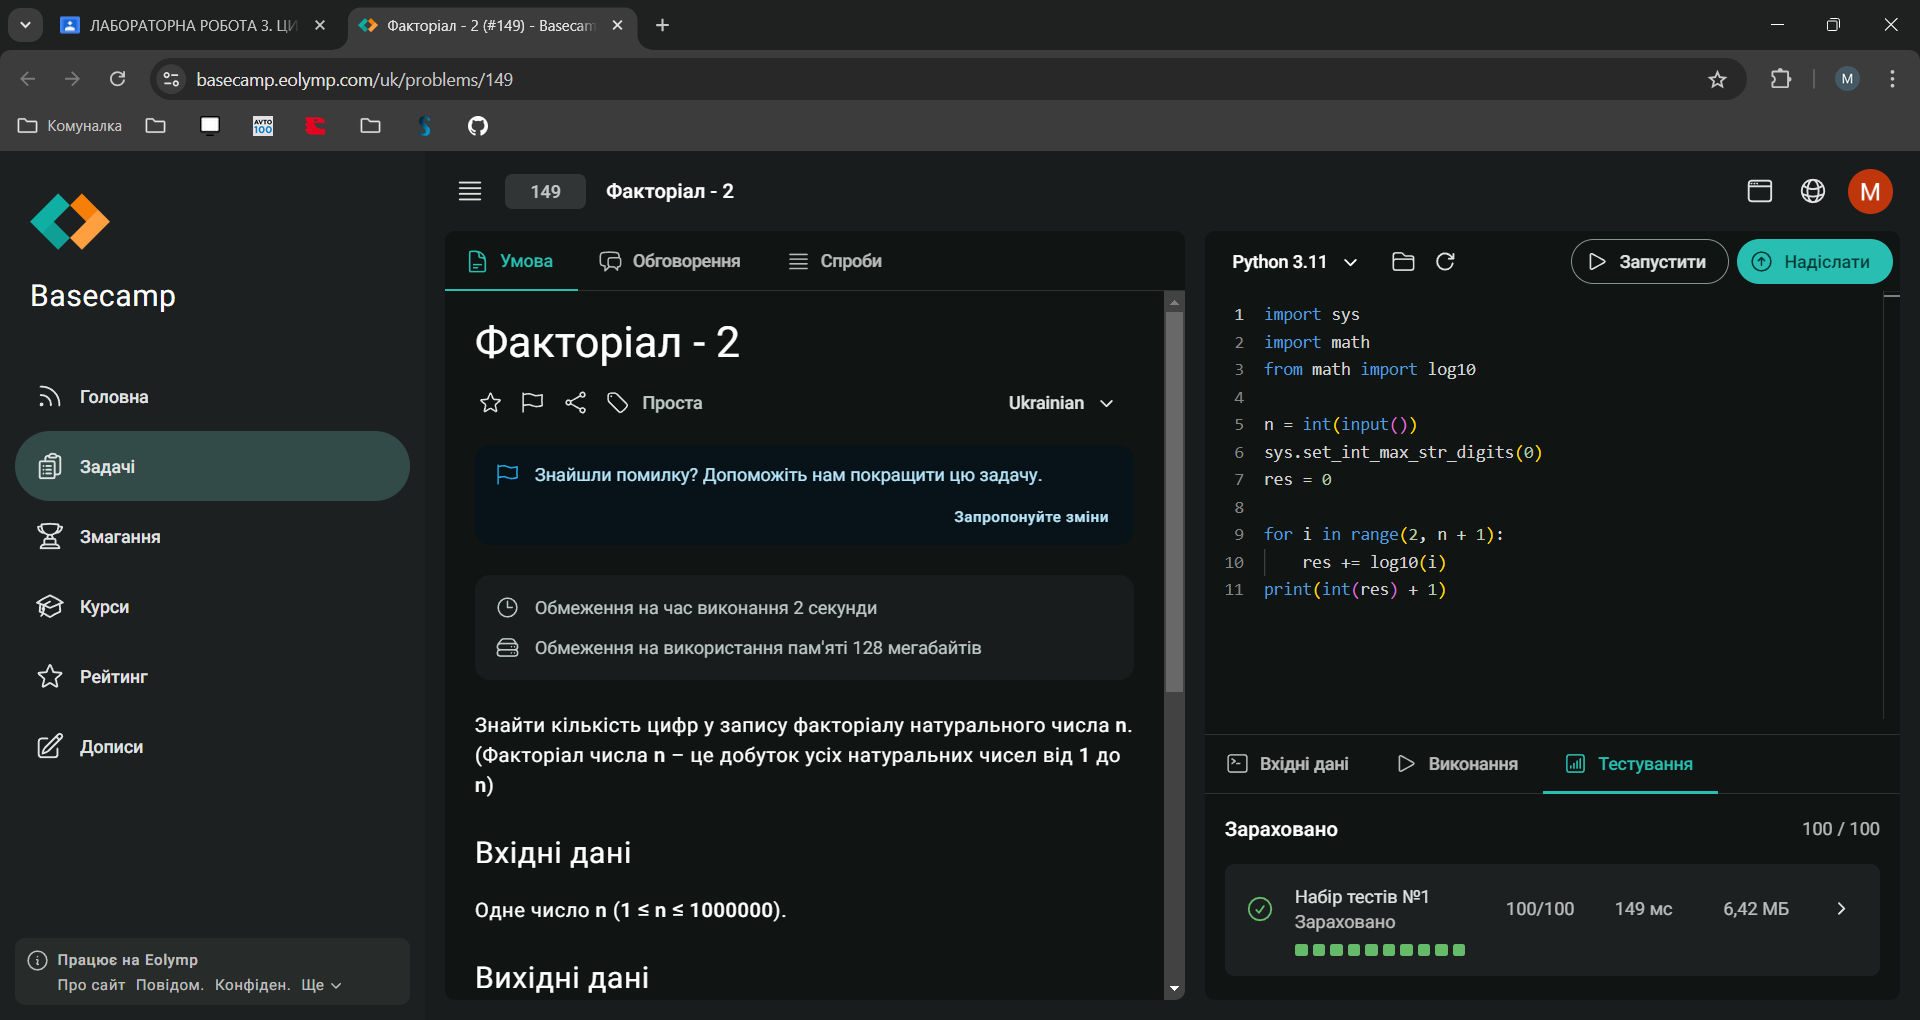 ЛАБОРАТОРНА РОБОТА 3. ЦИ
Факторіал - 2 (#149) - Basecam
basecamp.eolymp.com/uk/problems/149
M
Комуналка
AVTO
100
Basecamp
Головна
Задачі
Змагання
Курси
Рейтинг
Дописи
Працює на Eolymp
Про сайт Повідом. Конфіден. Ще
149
Факторіал - 2
M
Умова
Обговорення
Спроби
Факторіал - 2
Проста
Ukrainian
Знайшли помилку? Допоможіть нам покращити цю задачу.
Запропонуйте зміни
Обмеження на час виконання 2 секунди
Обмеження на використання пам'яті 128 мегабайтів
Знайти кількість цифр у запису факторіалу натурального числа n.
(Факторіал числа n – це добуток усіх натуральних чисел від 1 до
n)
Вхідні дані
Одне число n (1 ≤ n ≤ 1000000).
Вихідні дані
Python 3.11
Запустити
Надіслати
1 import sys
2 import math
3 from math import log10
4
5 n = int(input())
6 sys.set_int_max_str_digits(0)
7 res = 0
8
9 for i in range(2, n + 1):
10 res += log10(i)
11 print(int(res) + 1)
Вхідні дані
Виконання
Тестування
Зараховано
100 / 100
Набір тестів №1
Зараховано
100/100
149 мс
6,42 МБ